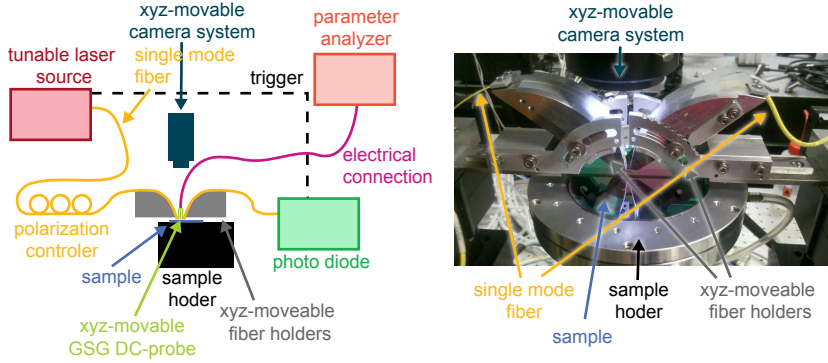 xyz-movable
camera system
parameter
analyzer
tunable laser
source
single mode
fiber
trigger
electrical
connection
polarization
controler
sample
sample
hoder
photo diode
xyz-movable
GSG DC-probe
xyz-moveable
fiber holders
xyz-movable
camera system
single mode
fiber
sample
sample
hoder
xyz-moveable
fiber holders